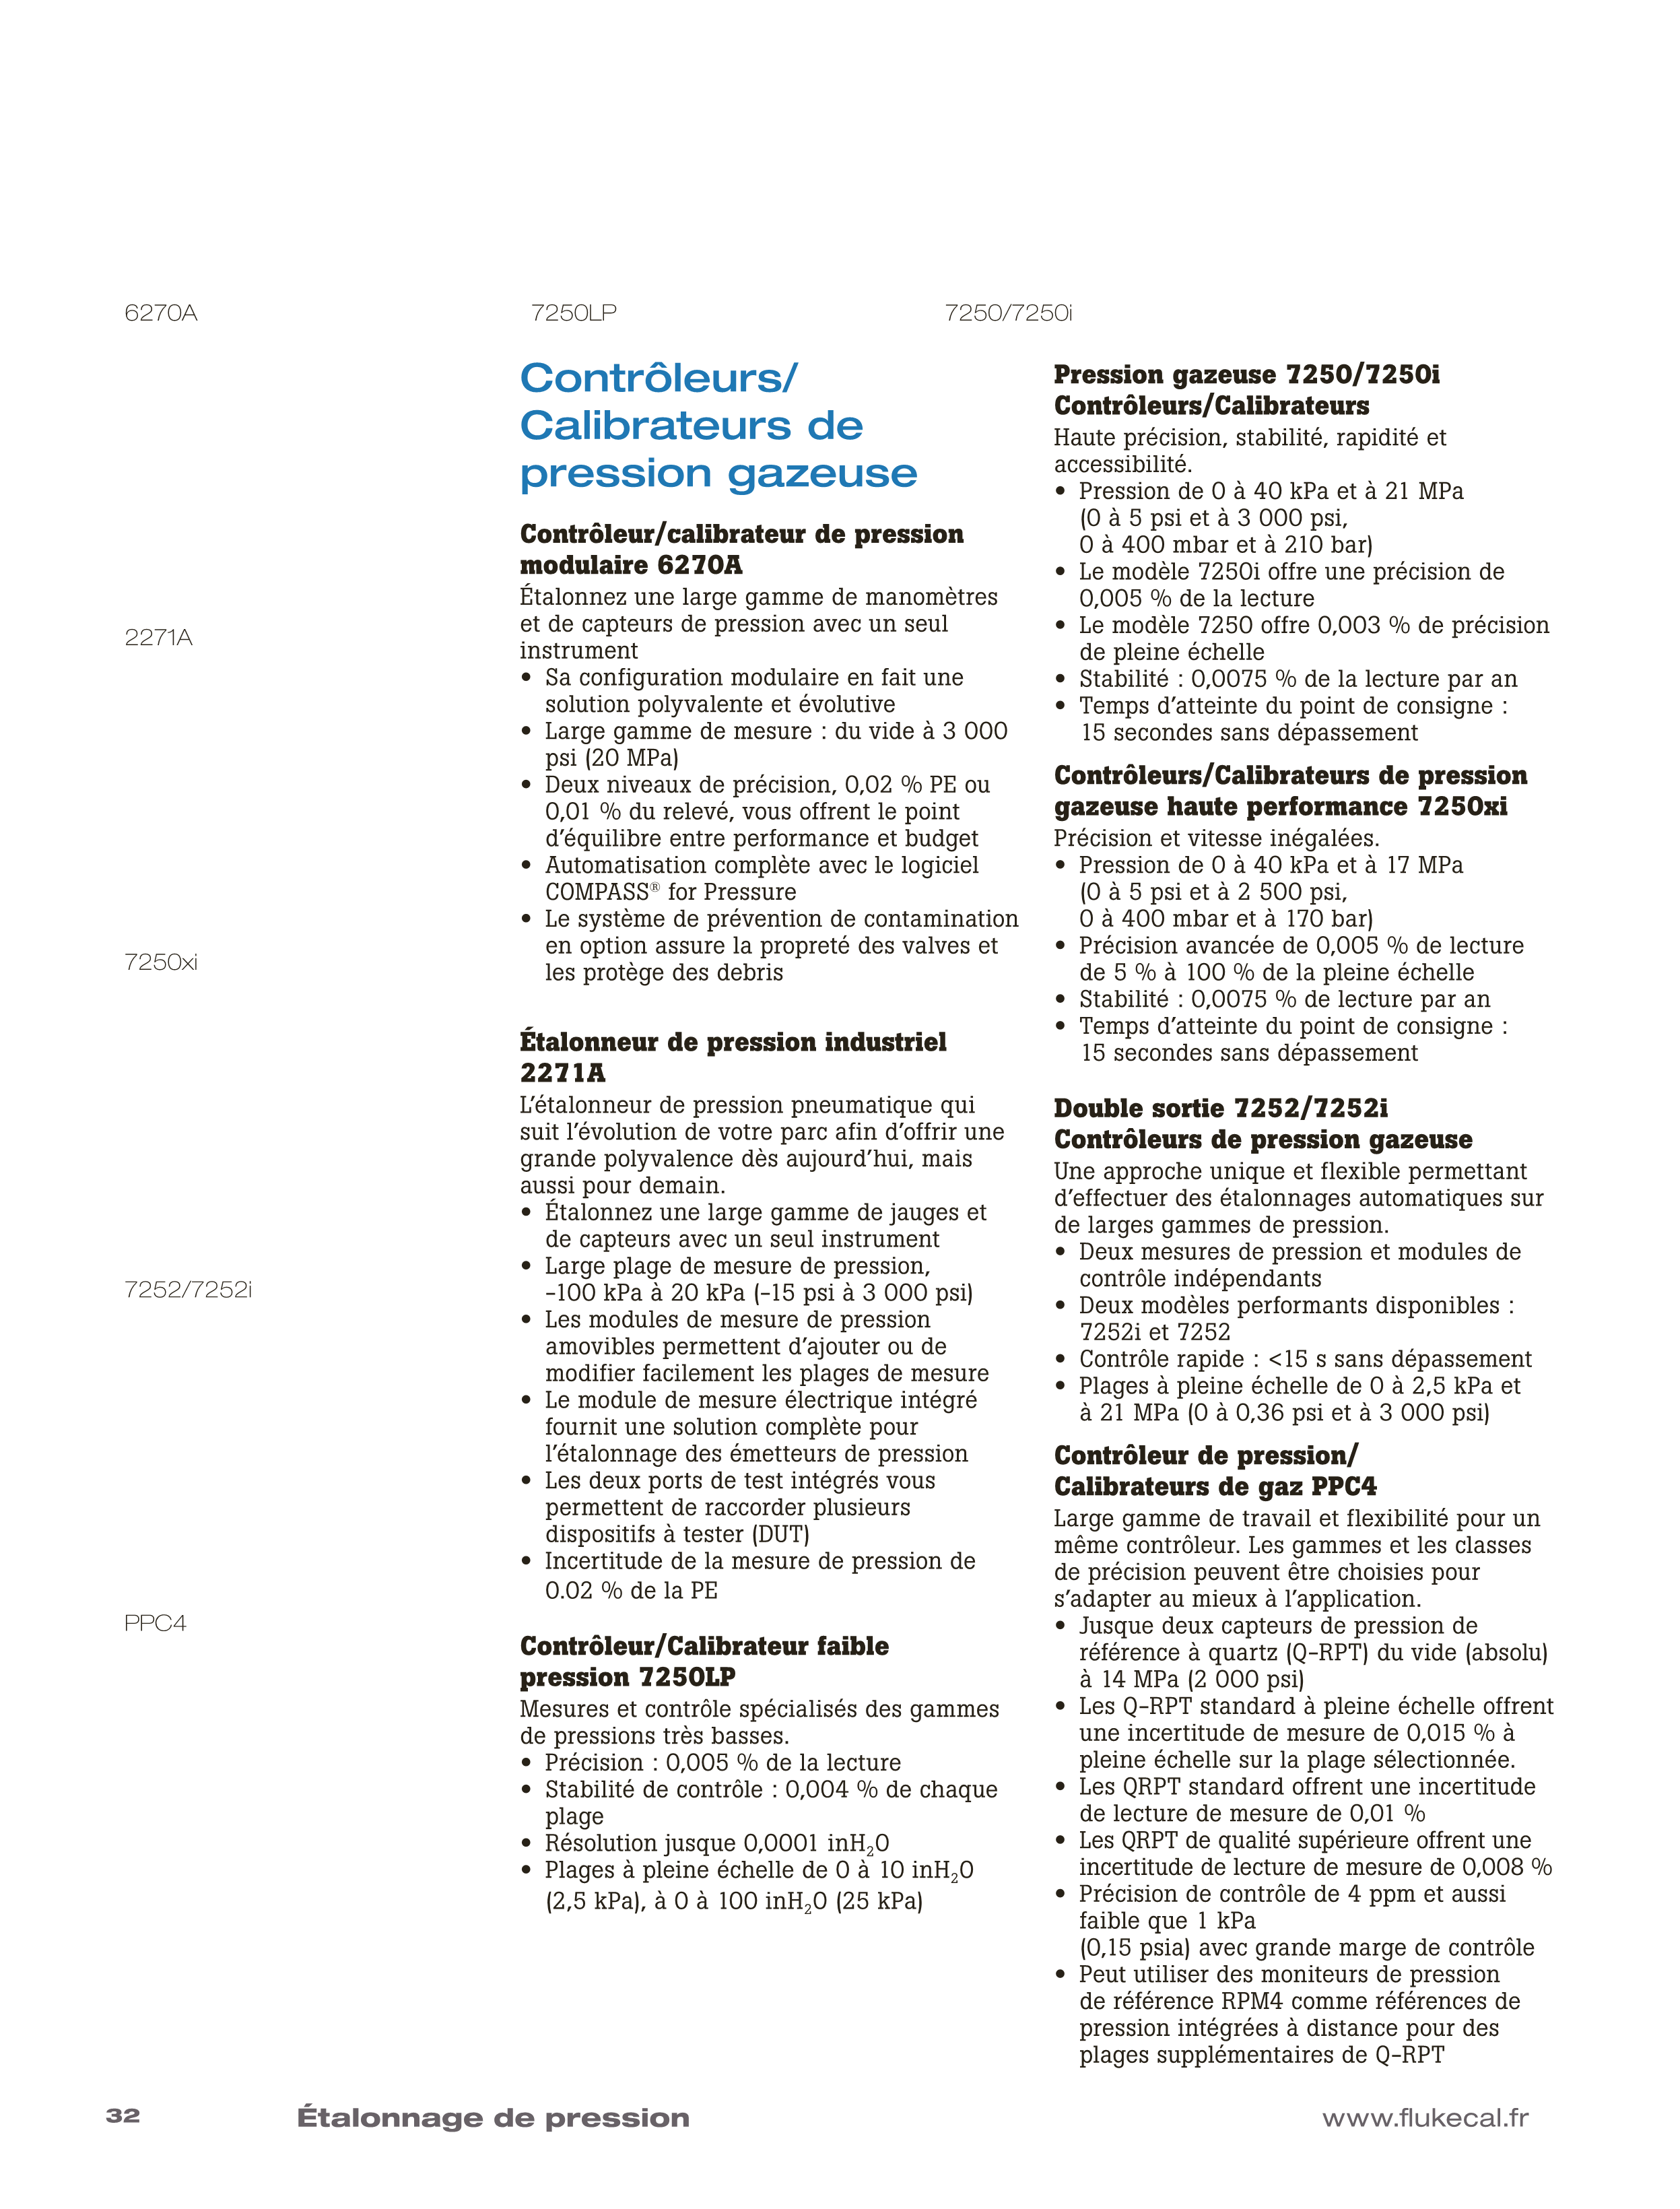 6270A
7250LP
7250/7250i
2271A
7250xi
7252/7252i
PPC4
Contrôleurs/
Calibrateurs de
pression gazeuse
Contrôleur/calibrateur de pression
modulaire 6270A
Étalonnez une large gamme de manomètres
et de capteurs de pression avec un seul
instrument
• Sa configuration modulaire en fait une
solution polyvalente et évolutive
• Large gamme de mesure : du vide à 3 000
psi (20 MPa)
• Deux niveaux de précision, 0,02 % PE ou
0,01 % du relevé, vous offrent le point
d’équilibre entre performance et budget
• Automatisation complète avec le logiciel
COMPASS® for Pressure
• Le système de prévention de contamination
en option assure la propreté des valves et
les protège des debris
Étalonneur de pression industriel
2271A
L’étalonneur de pression pneumatique qui
suit l’évolution de votre parc afin d’offrir une
grande polyvalence dès aujourd’hui, mais
aussi pour demain.
• Étalonnez une large gamme de jauges et
de capteurs avec un seul instrument
• Large plage de mesure de pression,
-100 kPa à 20 kPa (-15 psi à 3 000 psi)
• Les modules de mesure de pression
amovibles permettent d’ajouter ou de
modifier facilement les plages de mesure
• Le module de mesure électrique intégré
fournit une solution complète pour
l’étalonnage des émetteurs de pression
• Les deux ports de test intégrés vous
permettent de raccorder plusieurs
dispositifs à tester (DUT)
• Incertitude de la mesure de pression de
0.02 % de la PE
Contrôleur/Calibrateur faible
pression 7250LP
Mesures et contrôle spécialisés des gammes
de pressions très basses.
• Précision : 0,005 % de la lecture
• Stabilité de contrôle : 0,004 % de chaque
plage
• Résolution jusque 0,0001 inH₂O
• Plages à pleine échelle de 0 à 10 inH₂O
(2,5 kPa), à 0 à 100 inH₂O (25 kPa)
Pression gazeuse 7250/7250i
Contrôleurs/Calibrateurs
Haute précision, stabilité, rapidité et
accessibilité.
• Pression de 0 à 40 kPa et à 21 MPa
(0 à 5 psi et à 3 000 psi,
0 à 400 mbar et à 210 bar)
• Le modèle 7250i offre une précision de
0,005 % de la lecture
• Le modèle 7250 offre 0,003 % de précision
de pleine échelle
• Stabilité : 0,0075 % de la lecture par an
• Temps d’atteinte du point de consigne :
15 secondes sans dépassement
Contrôleurs/Calibrateurs de pression
gazeuse haute performance 7250xi
Précision et vitesse inégalées.
• Pression de 0 à 40 kPa et à 17 MPa
(0 à 5 psi et à 2 500 psi,
0 à 400 mbar et à 170 bar)
• Précision avancée de 0,005 % de lecture
de 5 % à 100 % de la pleine échelle
• Stabilité : 0,0075 % de lecture par an
• Temps d’atteinte du point de consigne :
15 secondes sans dépassement
Double sortie 7252/7252i
Contrôleurs de pression gazeuse
Une approche unique et flexible permettant
d’effectuer des étalonnages automatiques sur
de larges gammes de pression.
• Deux mesures de pression et modules de
contrôle indépendants
• Deux modèles performants disponibles :
7252i et 7252
• Contrôle rapide : <15 s sans dépassement
• Plages à pleine échelle de 0 à 2,5 kPa et
à 21 MPa (0 à 0,36 psi et à 3 000 psi)
Contrôleur de pression/
Calibrateurs de gaz PPC4
Large gamme de travail et flexibilité pour un
même contrôleur. Les gammes et les classes
de précision peuvent être choisies pour
s’adapter au mieux à l’application.
• Jusque deux capteurs de pression de
référence à quartz (Q-RPT) du vide (absolu)
à 14 MPa (2 000 psi)
• Les Q-RPT standard à pleine échelle offrent
une incertitude de mesure de 0,015 % à
pleine échelle sur la plage sélectionnée.
• Les QRPT standard offrent une incertitude
de lecture de mesure de 0,01 %
• Les QRPT de qualité supérieure offrent une
incertitude de lecture de mesure de 0,008 %
• Précision de contrôle de 4 ppm et aussi
faible que 1 kPa
(0,15 psia) avec grande marge de contrôle
• Peut utiliser des moniteurs de pression
de référence RPM4 comme références de
pression intégrées à distance pour des
plages supplémentaires de Q-RPT
32
Étalonnage de pression
www.flukecal.fr